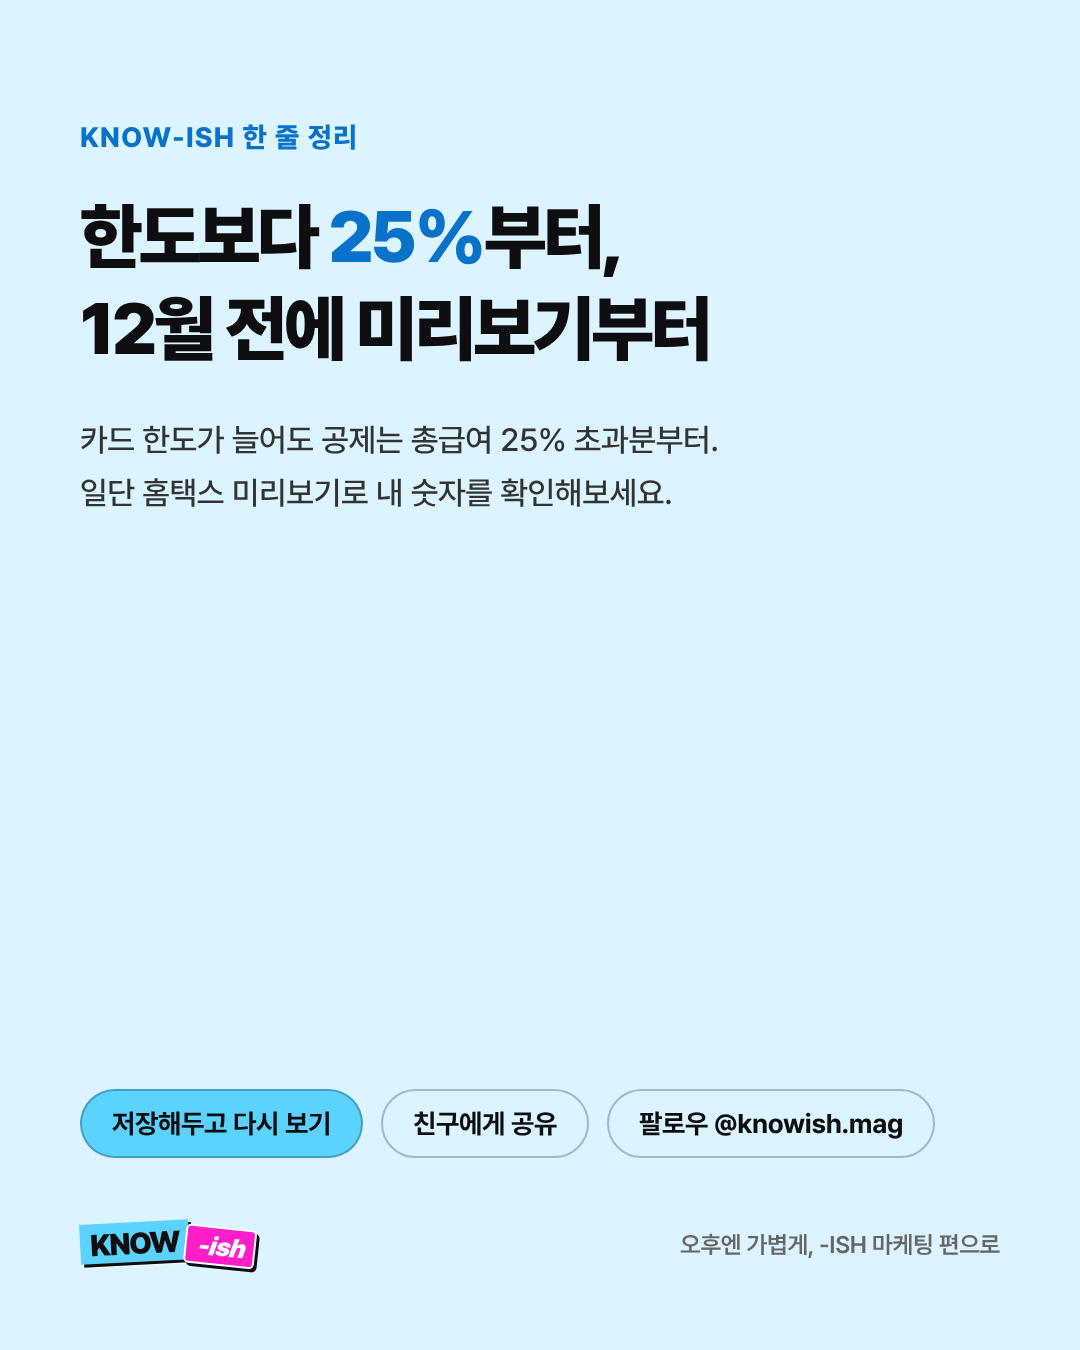 KNOW-ISH 한 줄 정리
한도보다 25%부터,
12월 전에 미리보기부터
카드 한도가 늘어도 공제는 총급여 25% 초과분부터.
일단 홈택스 미리보기로 내 숫자를 확인해보세요.
저장해두고 다시 보기
친구에게 공유
팔로우 @knowish.mag
KNOW -ish
오후엔 가볍게, -ISH 마케팅 편으로